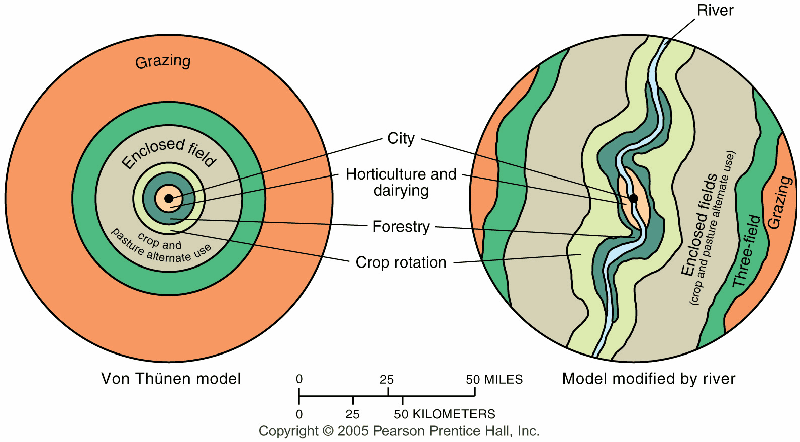 River
Grazing
Enclosed field
crop and
pasture alternate use
City
Horticulture and
dairying
Forestry
Crop rotation
Enclosed fields
(crop and pasture alternate use)
Three-field
Grazing
Von Thünen model
0 25 50 MILES
0 25 50 KILOMETERS
Model modified by river
Copyright © 2005 Pearson Prentice Hall, Inc.